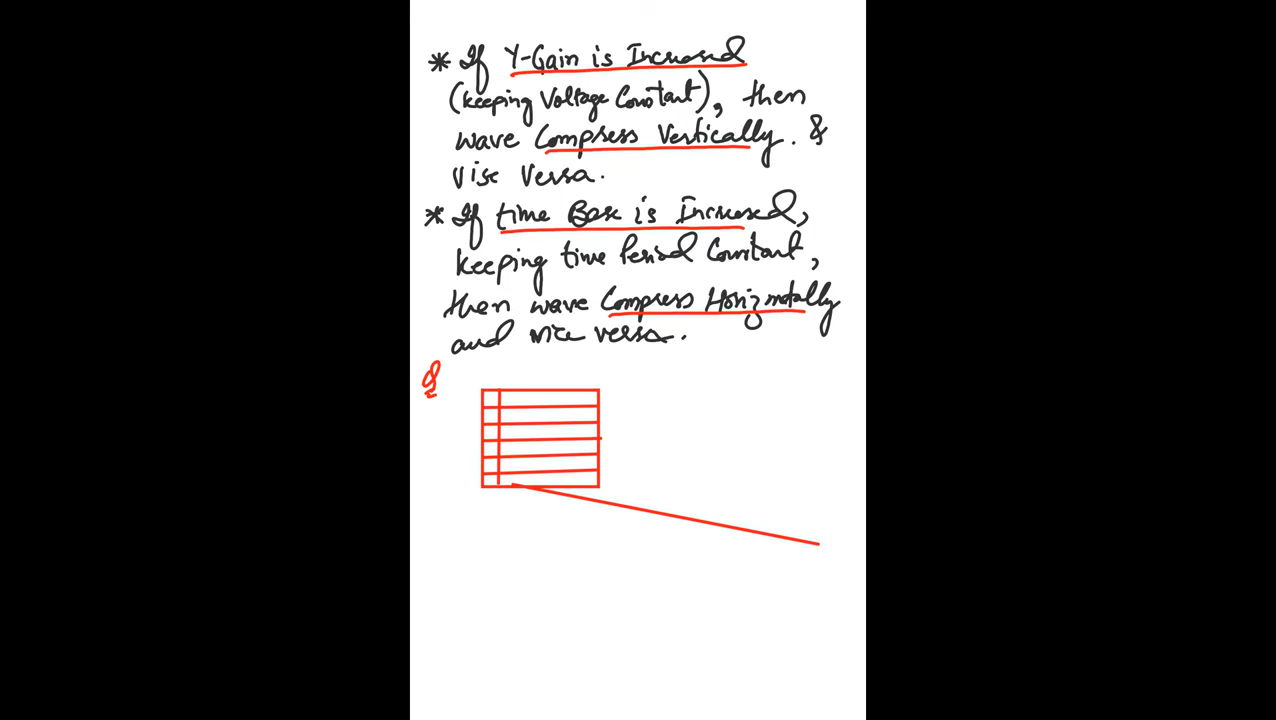 * If Y-Gain is Increased
(keeping Voltage Constant), then
wave Compress Vertically. &
vise versa.
* If time Base is Increased,
keeping time Period Constant,
then wave Compress Horizontally
and vice versa.
Q